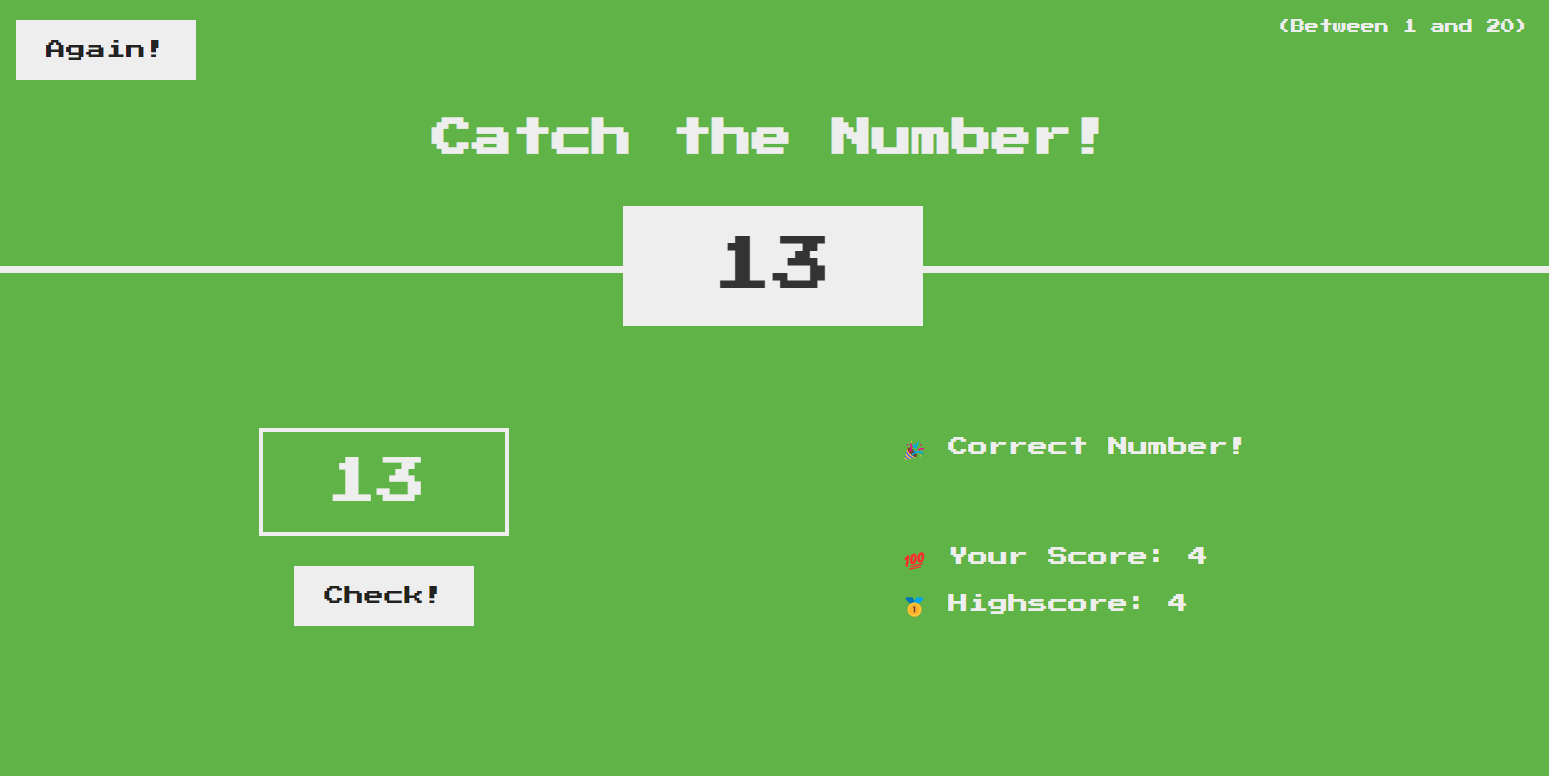 Again!
(Between 1 and 20)
Catch the Number!
13
13
Check!
🎉 Correct Number!
💯 Your Score: 4
🥇 Highscore: 4